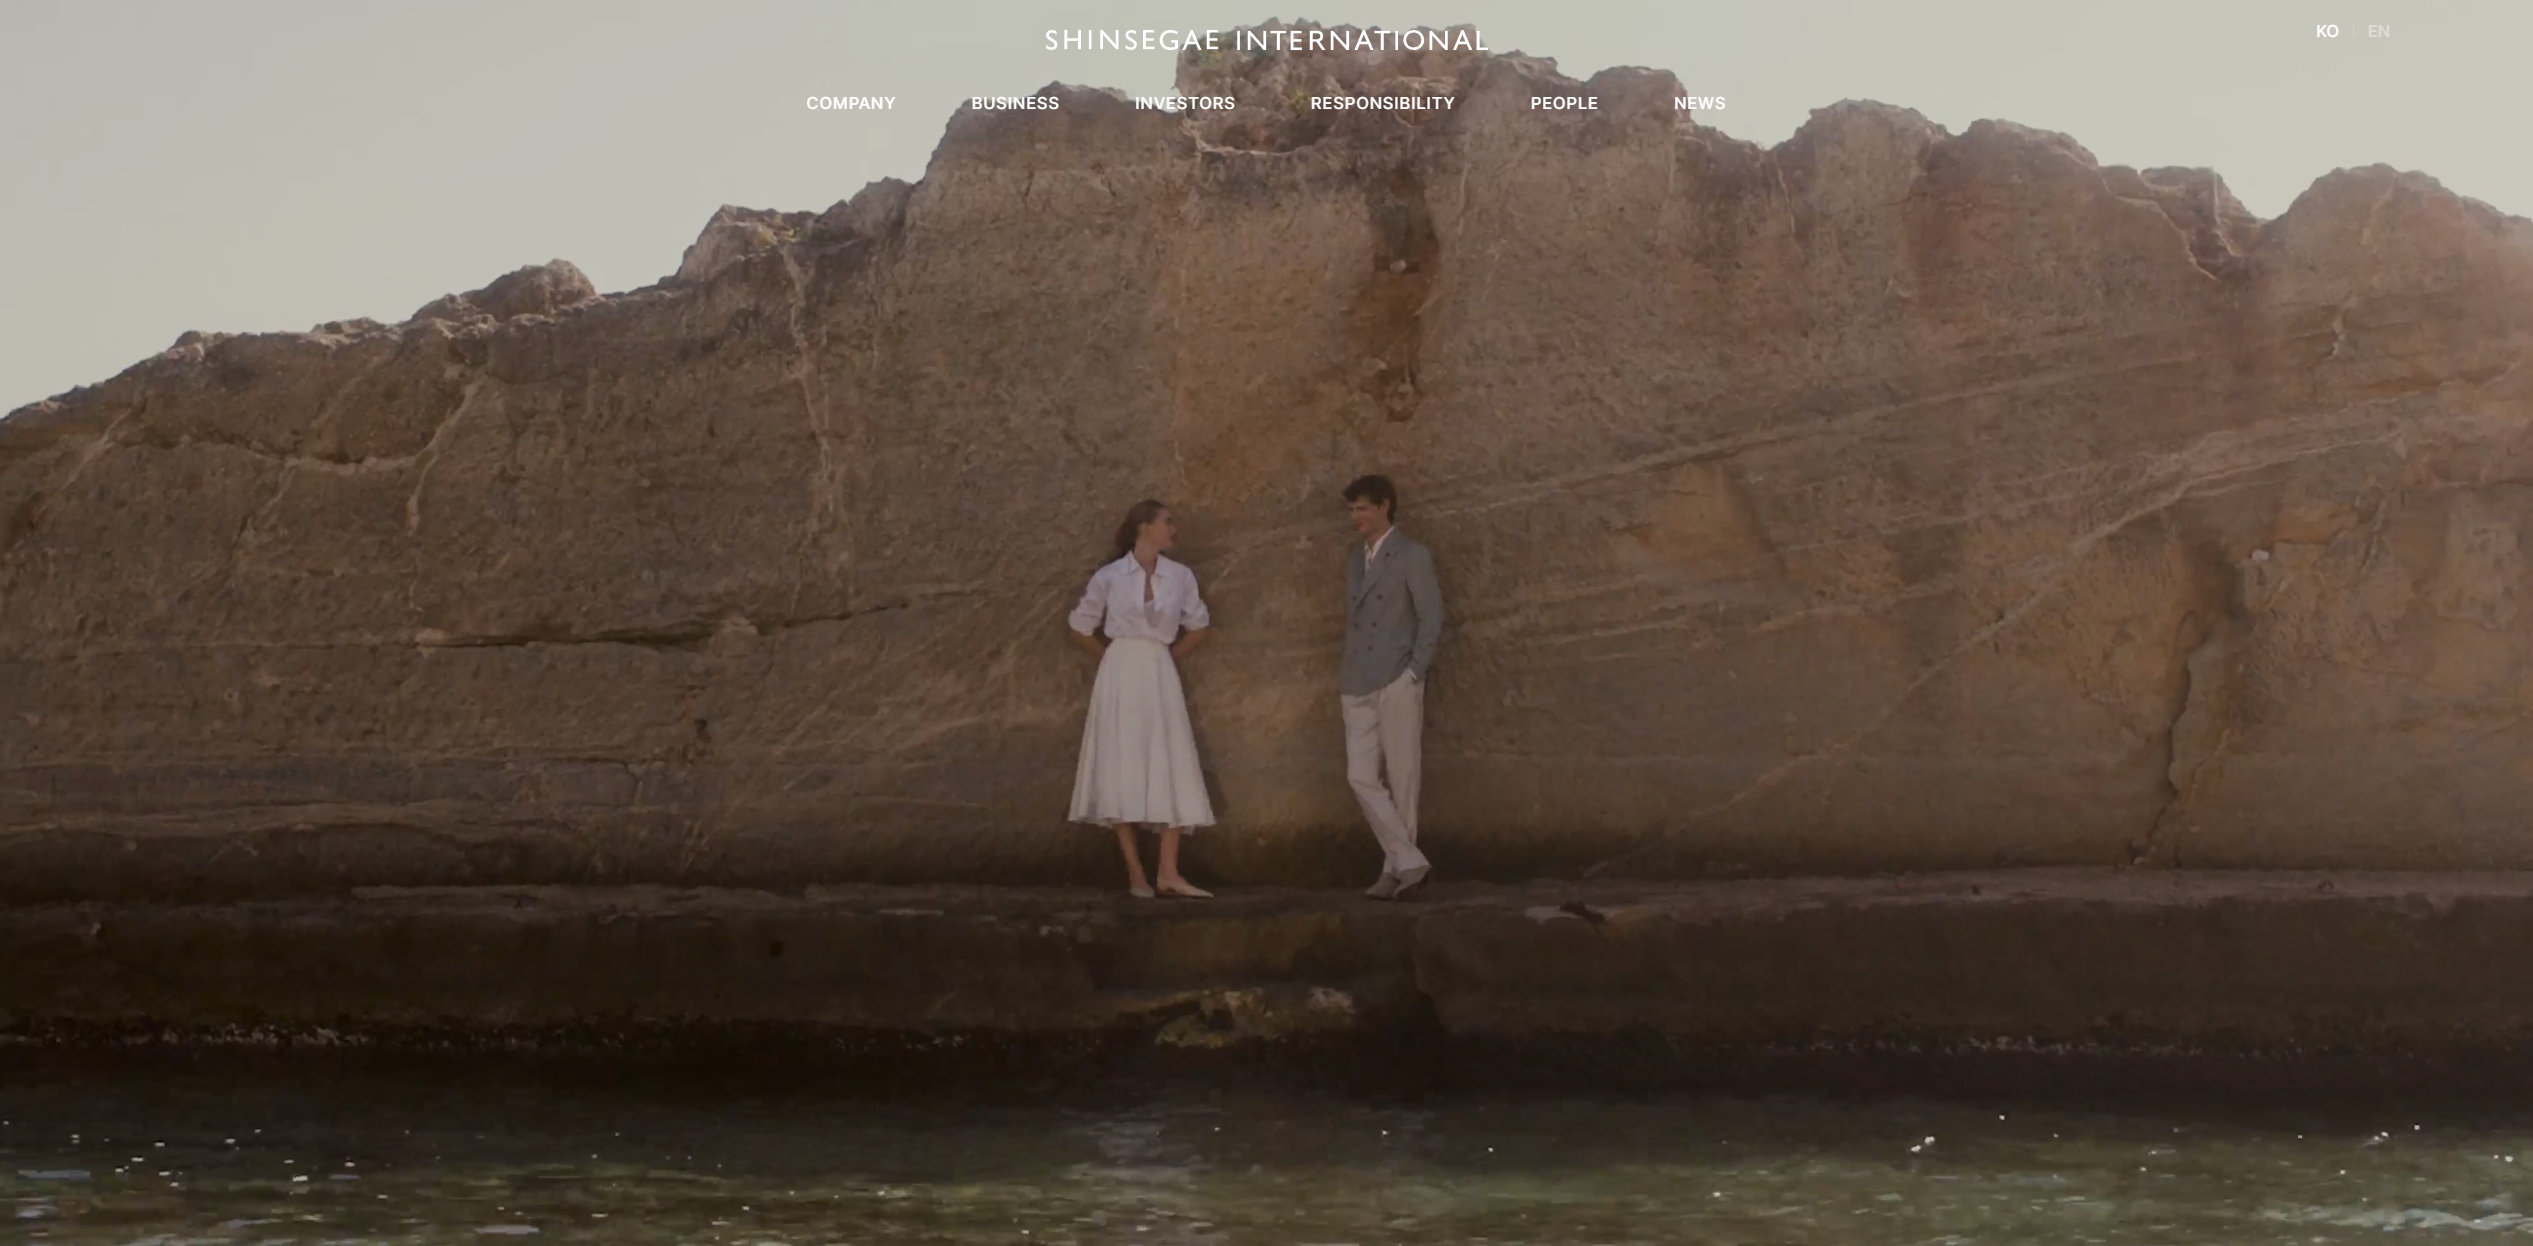 SHINSEGAE INTERNATIONAL
KO | EN
COMPANY BUSINESS INVESTORS RESPONSIBILITY PEOPLE NEWS